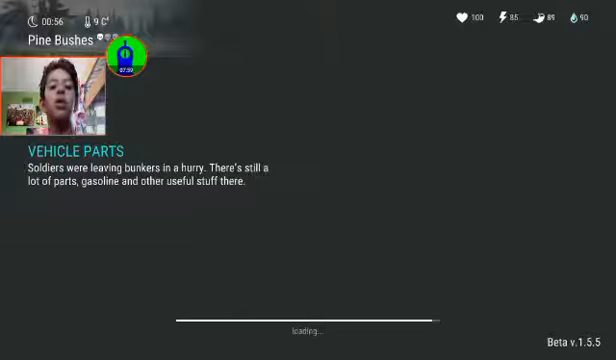 00:56 9 C° 100 85 89 90
Pine Bushes
07:59
VEHICLE PARTS
Soldiers were leaving bunkers in a hurry. There's still a
lot of parts, gasoline and other useful stuff there.
loading...
Beta v.1.5.5